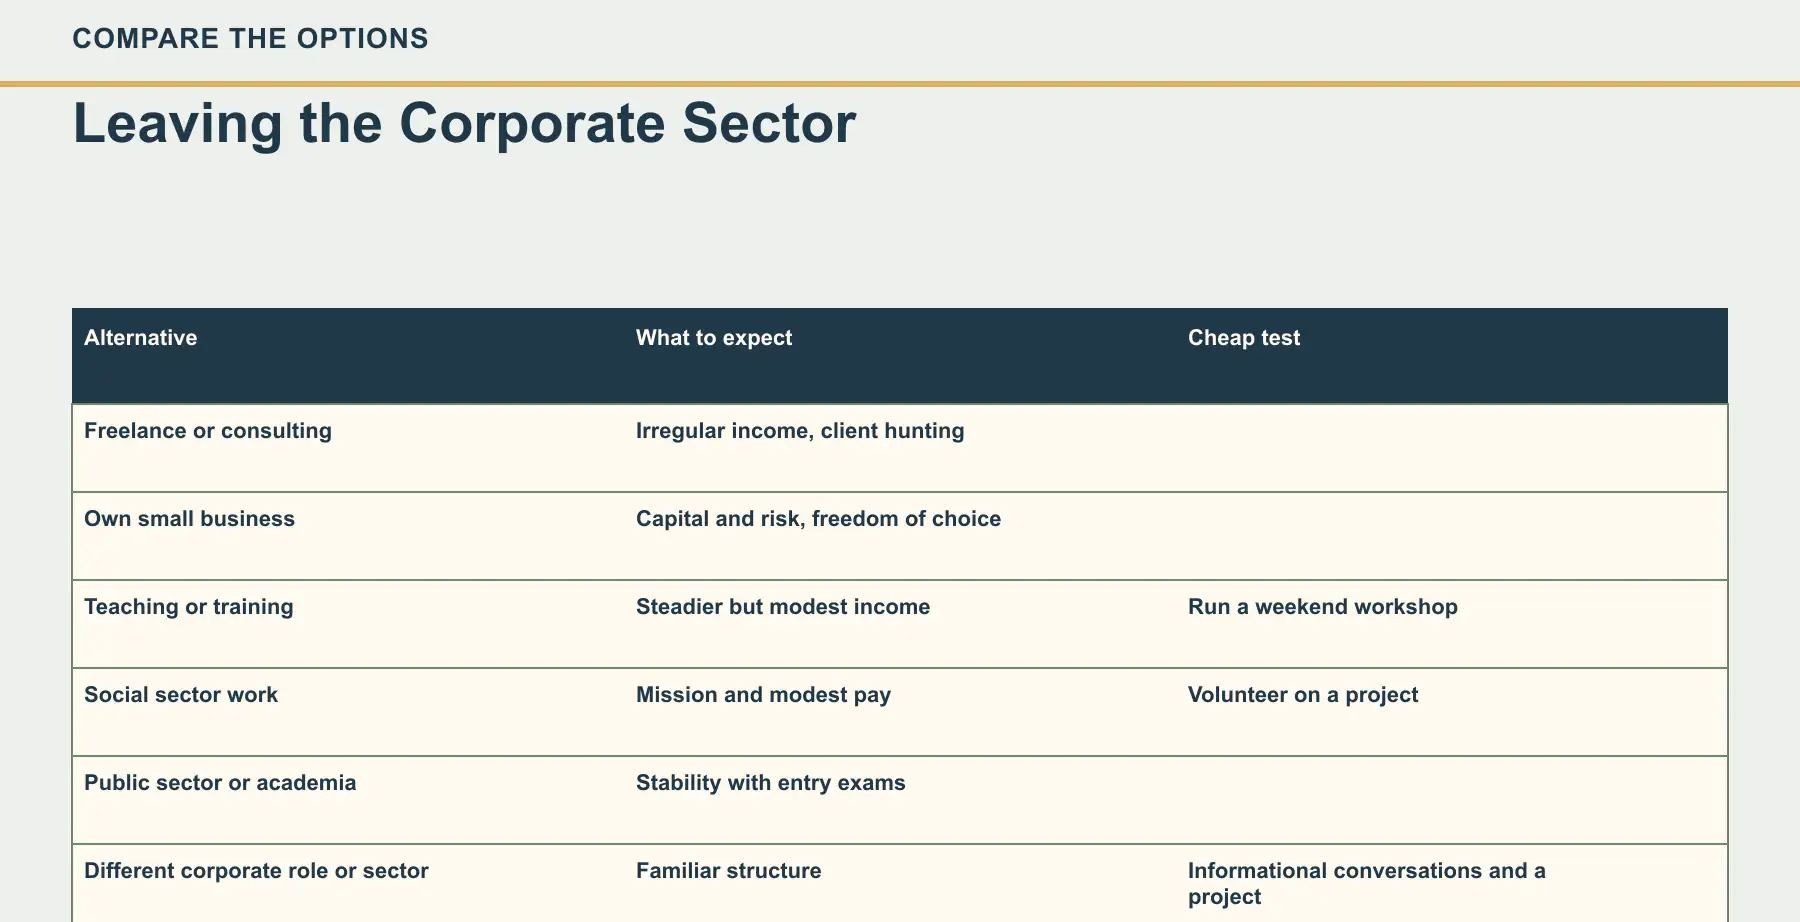 COMPARE THE OPTIONS
Leaving the Corporate Sector
Alternative What to expect Cheap test
Freelance or consulting Irregular income, client hunting
Own small business Capital and risk, freedom of choice
Teaching or training Steadier but modest income Run a weekend workshop
Social sector work Mission and modest pay Volunteer on a project
Public sector or academia Stability with entry exams
Different corporate role or sector Familiar structure Informational conversations and a
project